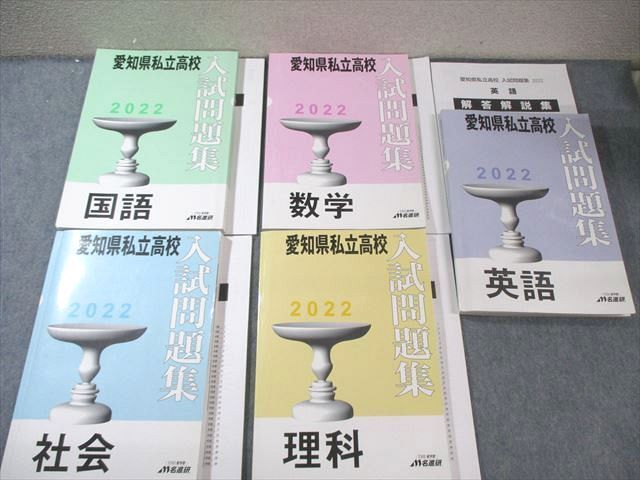 愛知県私立高校
入試問題集
2022
国語
名進研
愛知県私立高校
入試問題集
2022
数学
名進研
愛知県私立高校 入試問題集 2022
英語
解答解説集
愛知県私立高校
入試問題集
2022
英語
名進研
愛知県私立高校
入試問題集
2022
社会
名進研
愛知県私立高校
入試問題集
2022
理科
名進研